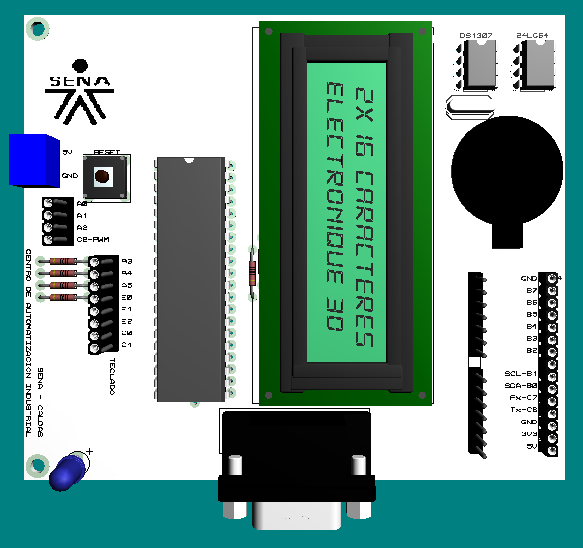 DS1307
24LC64
SENA
5V
GND
RESET
A0
A1
A2
C2-PWM
A3
A4
A5
E0
E1
E2
C0
C1
TECLADO
CENTRO DE AUTOMATIZACION INDUSTRIAL
SENA - CALDAS
+
2X 16 CARACTERES
ELECTRONIQUE 3D
GND
B7
B6
B5
B4
B3
B2
SCL-B1
SDA-B0
Rx-C7
Tx-C6
GND
3V3
5V